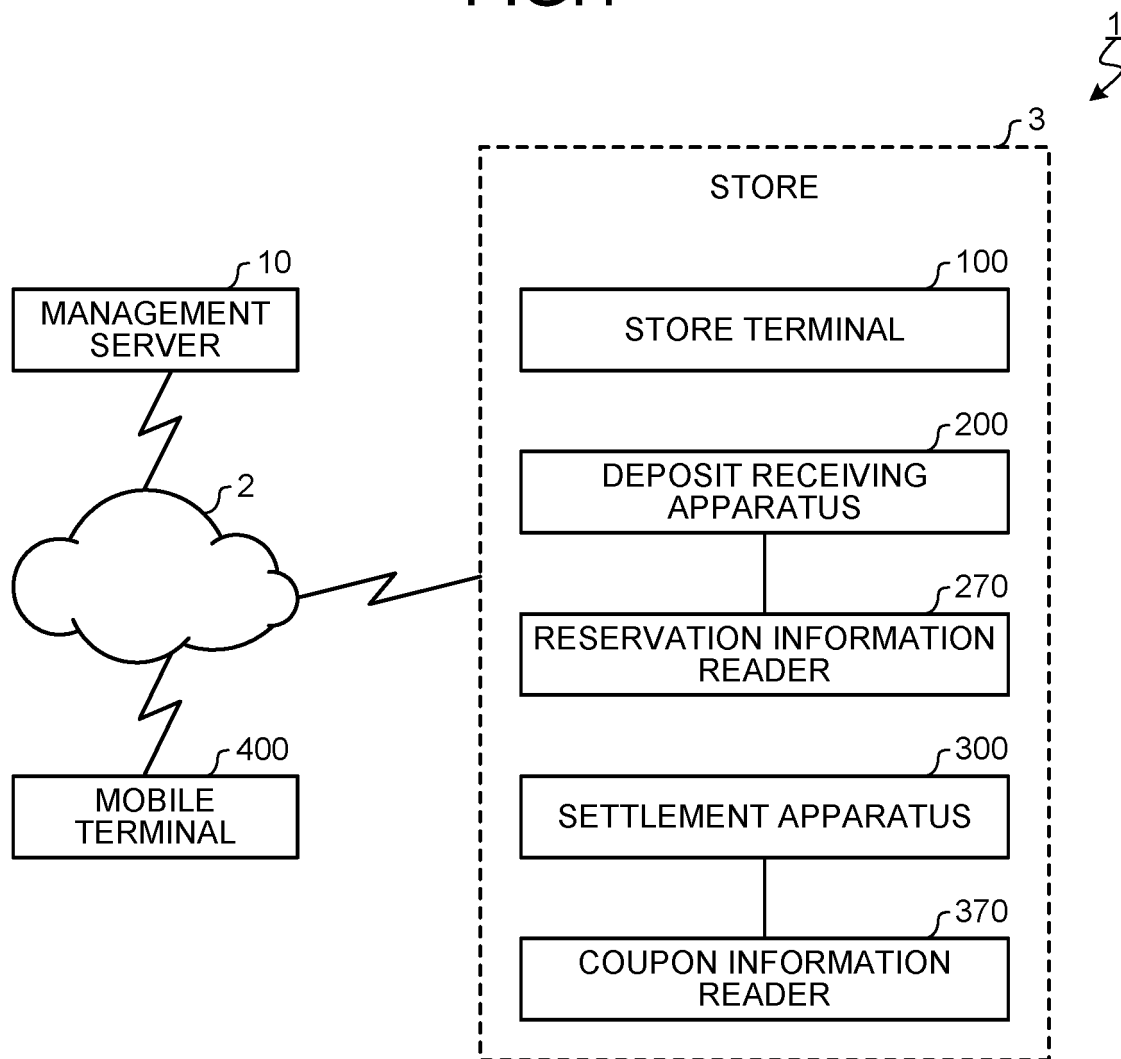 1
3
STORE
10
MANAGEMENT
SERVER
100
STORE TERMINAL
200
DEPOSIT RECEIVING
APPARATUS
2
270
RESERVATION INFORMATION
READER
400
MOBILE
TERMINAL
300
SETTLEMENT APPARATUS
370
COUPON INFORMATION
READER